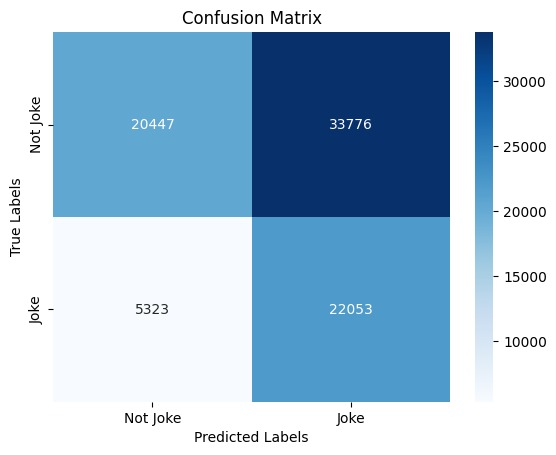 Confusion Matrix
True Labels
Not Joke
20447
33776
Joke
5323
22053
Not Joke
Joke
Predicted Labels
30000
25000
20000
15000
10000